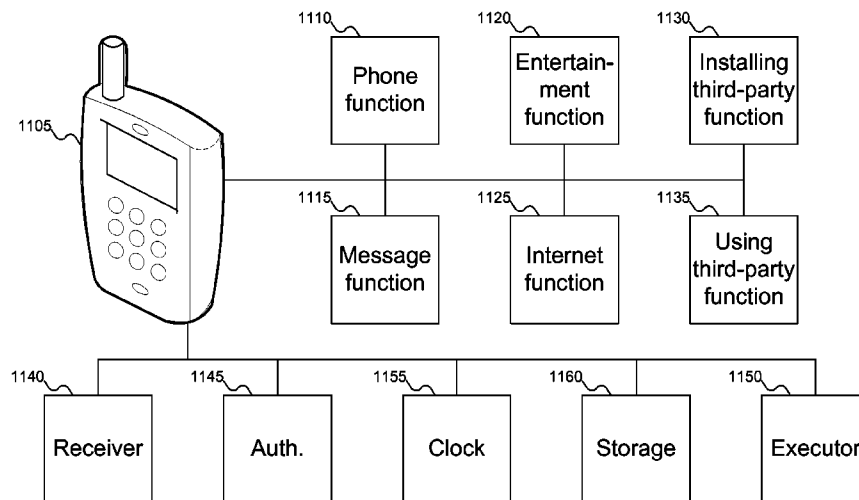 1110
1120
1130
Phone
function
Entertain-
ment
function
Installing
third-party
function
1105
1115
1125
1135
Message
function
Internet
function
Using
third-party
function
1140
1145
1155
1160
1150
Receiver
Auth.
Clock
Storage
Executor